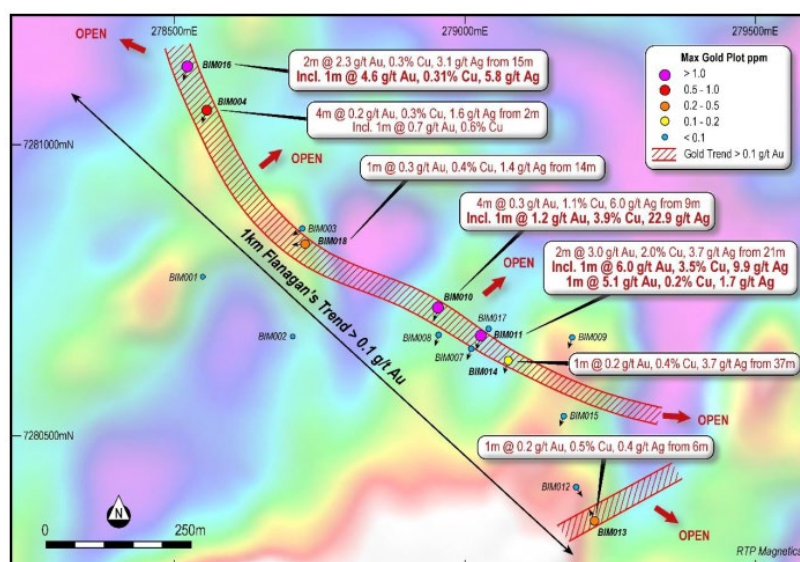 278500mE
279000mE
279500mE
OPEN
BIM016
2m @ 2.3 g/t Au, 0.3% Cu, 3.1 g/t Ag from 15m
Incl. 1m @ 4.6 g/t Au, 0.31% Cu, 5.8 g/t Ag
Max Gold Plot ppm
> 1.0
0.5 - 1.0
0.2 - 0.5
0.1 - 0.2
< 0.1
Gold Trend > 0.1 g/t Au
BIM004
4m @ 0.2 g/t Au, 0.3% Cu, 1.6 g/t Ag from 2m
Incl. 1m @ 0.7 g/t Au, 0.6% Cu
7281000mN
OPEN
1m @ 0.3 g/t Au, 0.4% Cu, 1.4 g/t Ag from 14m
4m @ 0.3 g/t Au, 1.1% Cu, 6.0 g/t Ag from 9m
Incl. 1m @ 1.2 g/t Au, 3.9% Cu, 22.9 g/t Ag
BIM003
BIM018
2m @ 3.0 g/t Au, 2.0% Cu, 3.7 g/t Ag from 21m
Incl. 1m @ 6.0 g/t Au, 3.5% Cu, 9.9 g/t Ag
1m @ 5.1 g/t Au, 0.2% Cu, 1.7 g/t Ag
OPEN
BIM001
1km Flanagan's Trend > 0.1 g/t Au
BIM010
BIM017
BIM002
BIM008
BIM011
BIM009
BIM007
BIM014
1m @ 0.2 g/t Au, 0.4% Cu, 3.7 g/t Ag from 37m
BIM015
OPEN
7280500mN
1m @ 0.2 g/t Au, 0.5% Cu, 0.4 g/t Ag from 6m
BIM012
N
BIM013
OPEN
0
250m
RTP Magnetics